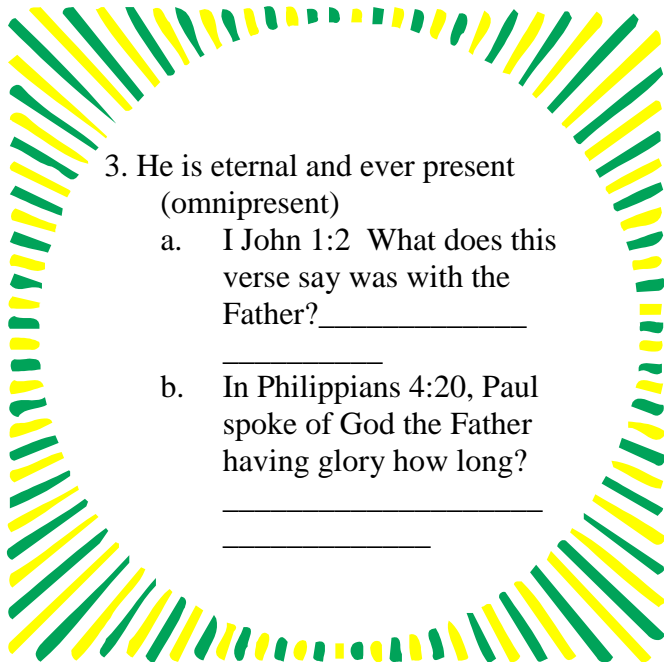 3. He is eternal and ever present
(omnipresent)
a. I John 1:2 What does this
verse say was with the
Father?_____________
__________
b. In Philippians 4:20, Paul
spoke of God the Father
having glory how long?
____________________
_____________